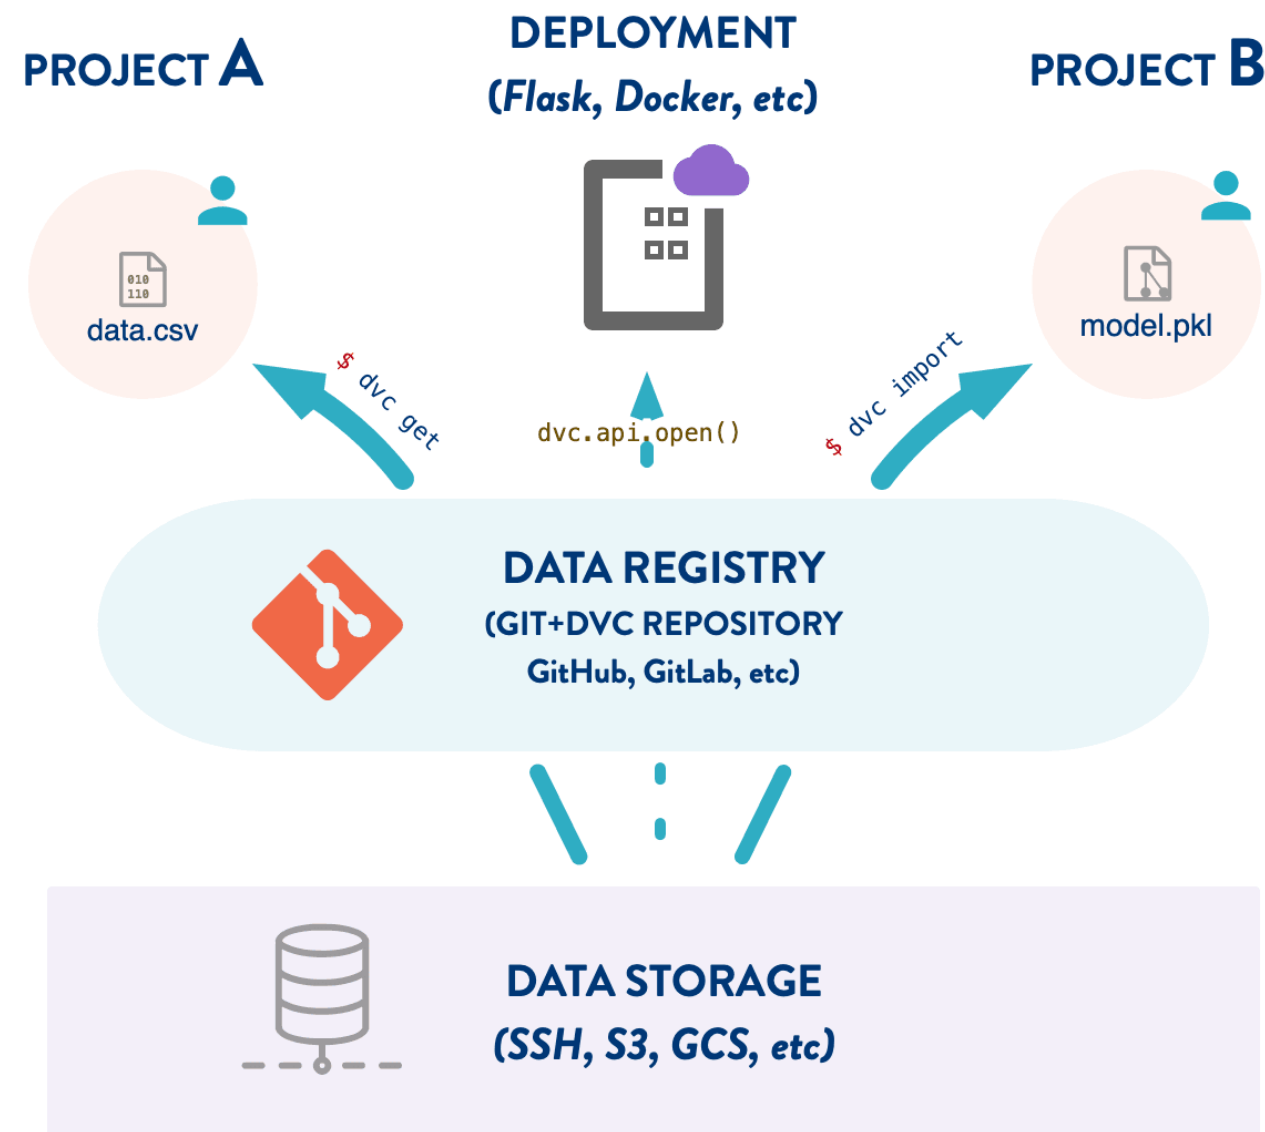 PROJECT A
DEPLOYMENT
(Flask, Docker, etc)
PROJECT B
010
110
data.csv
model.pkl
$ dvc get
dvc.api.open()
$ dvc import
DATA REGISTRY
(GIT+DVC REPOSITORY
GitHub, GitLab, etc)
DATA STORAGE
(SSH, S3, GCS, etc)